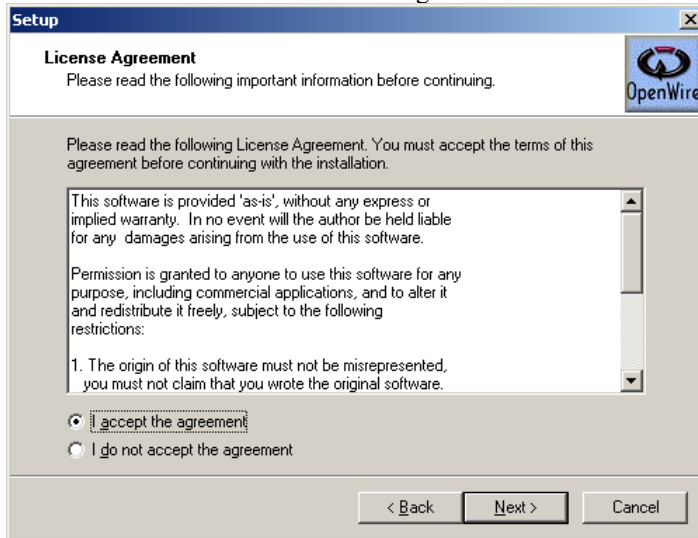 Setup
License Agreement
Please read the following important information before continuing.
OpenWire
Please read the following License Agreement. You must accept the terms of this
agreement before continuing with the installation.
This software is provided 'as-is', without any express or
implied warranty.  In no event will the author be held liable
for any  damages arising from the use of this software.
Permission is granted to anyone to use this software for any
purpose, including commercial applications, and to alter it
and redistribute it freely, subject to the following
restrictions:
1. The origin of this software must not be misrepresented,
you must not claim that you wrote the original software.
I accept the agreement
I do not accept the agreement
< Back
Next >
Cancel